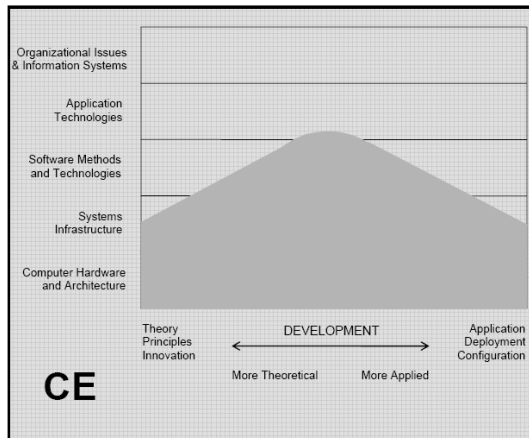 Organizational Issues
& Information Systems
Application
Technologies
Software Methods
and Technologies
Systems
Infrastructure
Computer Hardware
and Architecture
Theory
Principles
Innovation
DEVELOPMENT
Application
Deployment
Configuration
More Theoretical
More Applied
CE